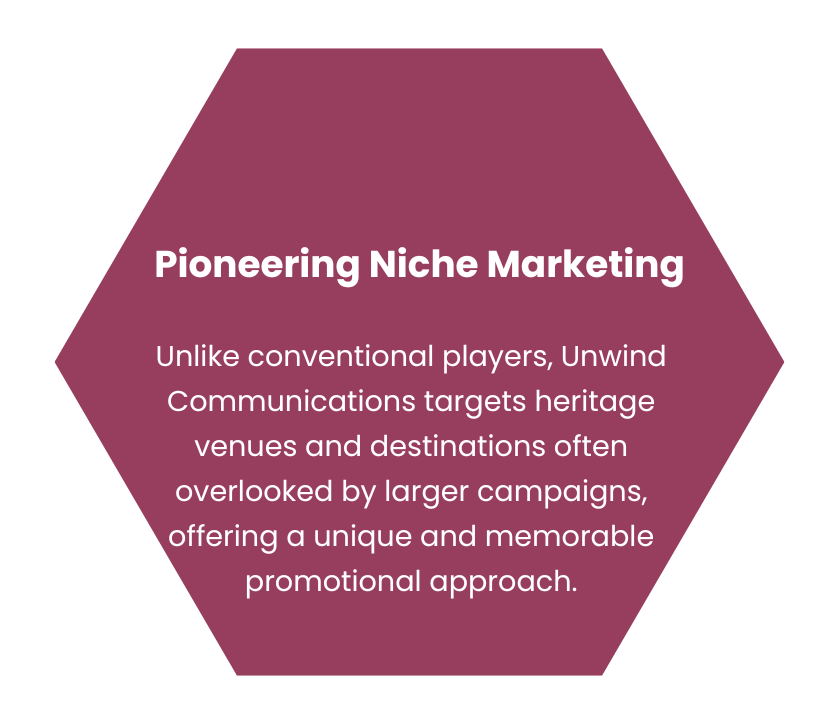 Pioneering Niche Marketing
Unlike conventional players, Unwind
Communications targets heritage
venues and destinations often
overlooked by larger campaigns,
offering a unique and memorable
promotional approach.